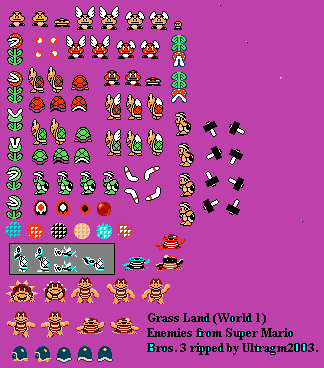 Grass Land (World 1)
Enemies from Super Mario
Bros. 3 ripped by Ultragm2003.